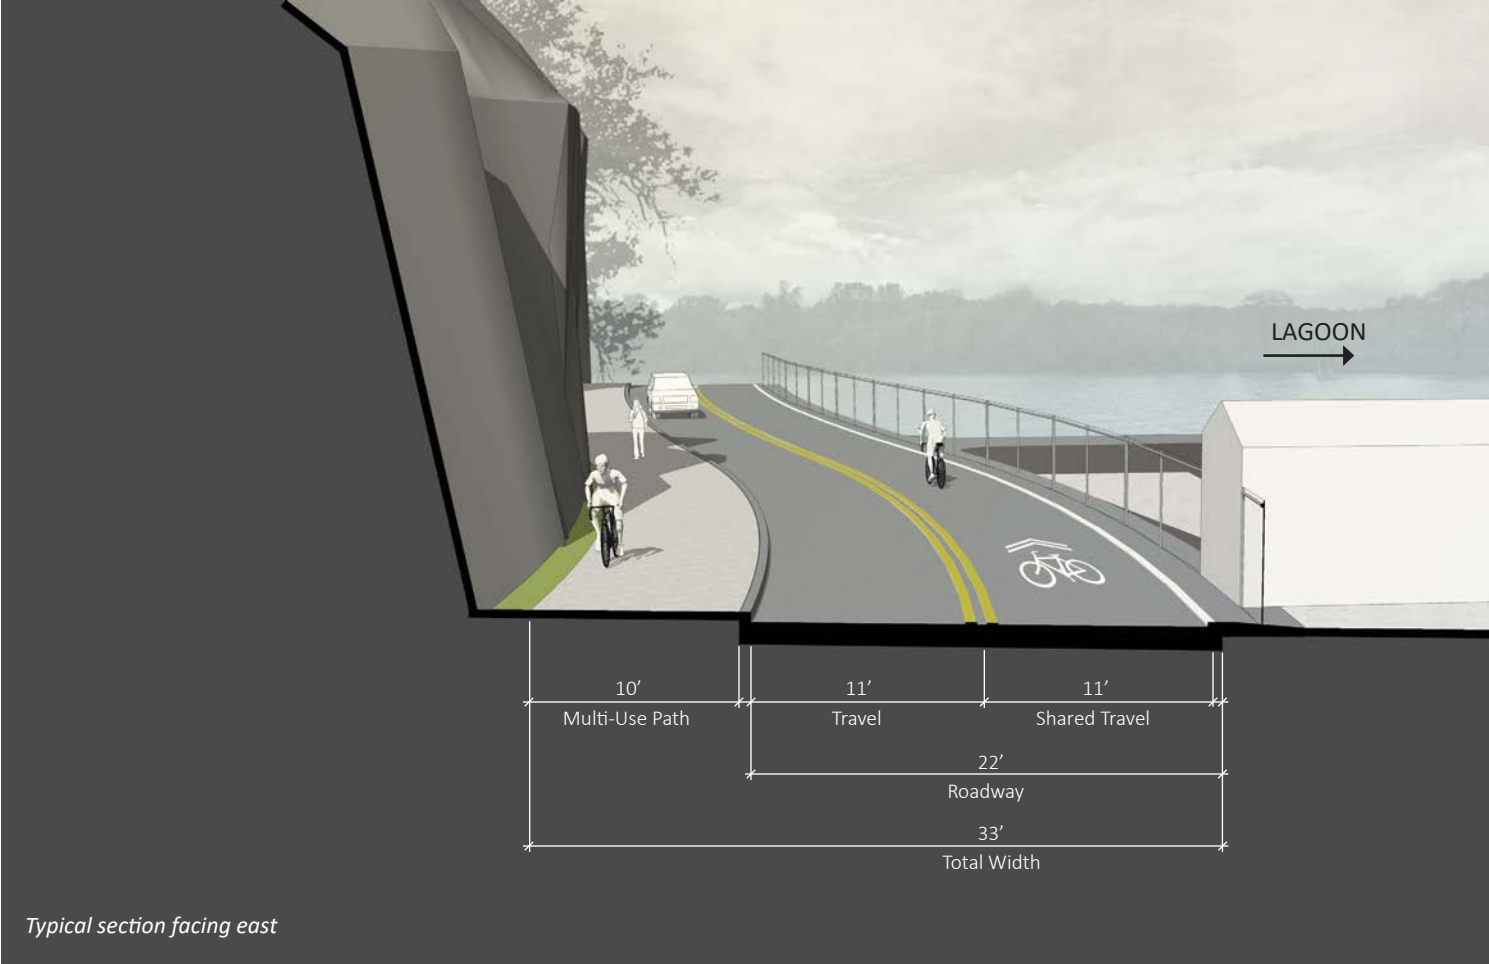 LAGOON
10’
11’
11’
Multi-Use Path
Travel
Shared Travel
22’
Roadway
33’
Total Width
Typical section facing east